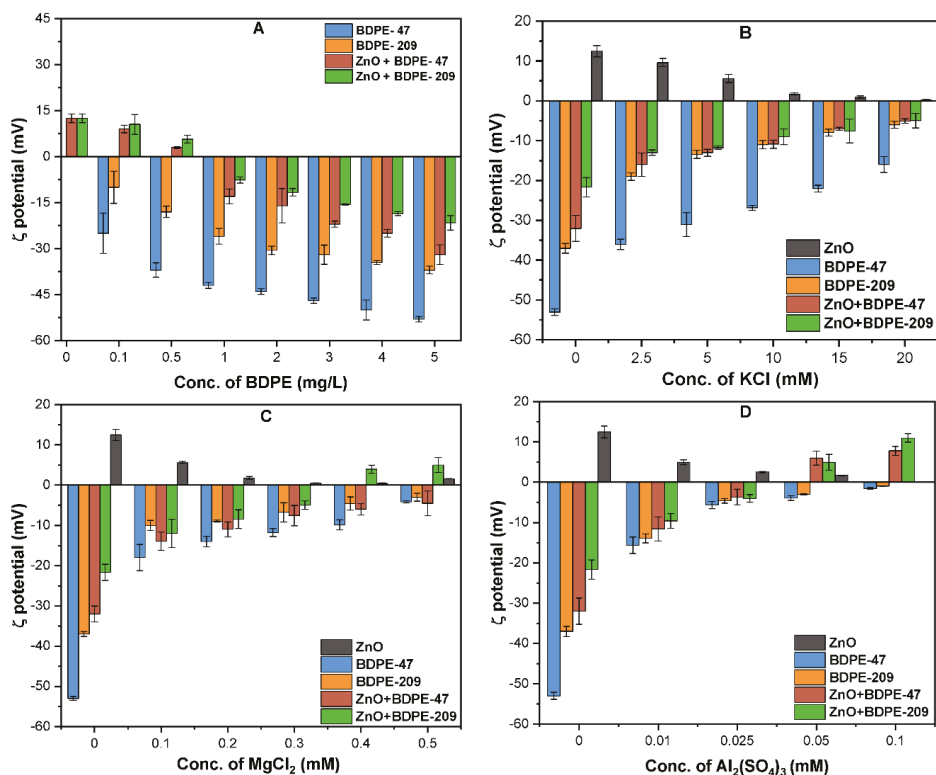 A
BDPE- 47
BDPE- 209
ZnO + BDPE- 47
ZnO + BDPE- 209
ζ potential (mV)
45
30
15
0
-15
-30
-45
-60
0 0.1 0.5 1 2 3 4 5
Conc. of BDPE (mg/L)
B
ζ potential (mV)
20
10
0
-10
-20
-30
-40
-50
-60
ZnO
BDPE-47
BDPE-209
ZnO+BDPE-47
ZnO+BDPE-209
0 2.5 5 10 15 20
Conc. of KCl (mM)
C
ζ potential (mV)
20
10
0
-10
-20
-30
-40
-50
-60
ZnO
BDPE-47
BDPE-209
ZnO+BDPE-47
ZnO+BDPE-209
0 0.1 0.2 0.3 0.4 0.5
Conc. of MgCl₂ (mM)
D
ζ potential (mV)
20
10
0
-10
-20
-30
-40
-50
-60
ZnO
BDPE-47
BDPE-209
ZnO+BDPE-47
ZnO+BDPE-209
0 0.01 0.025 0.05 0.1
Conc. of Al₂(SO₄)₃ (mM)